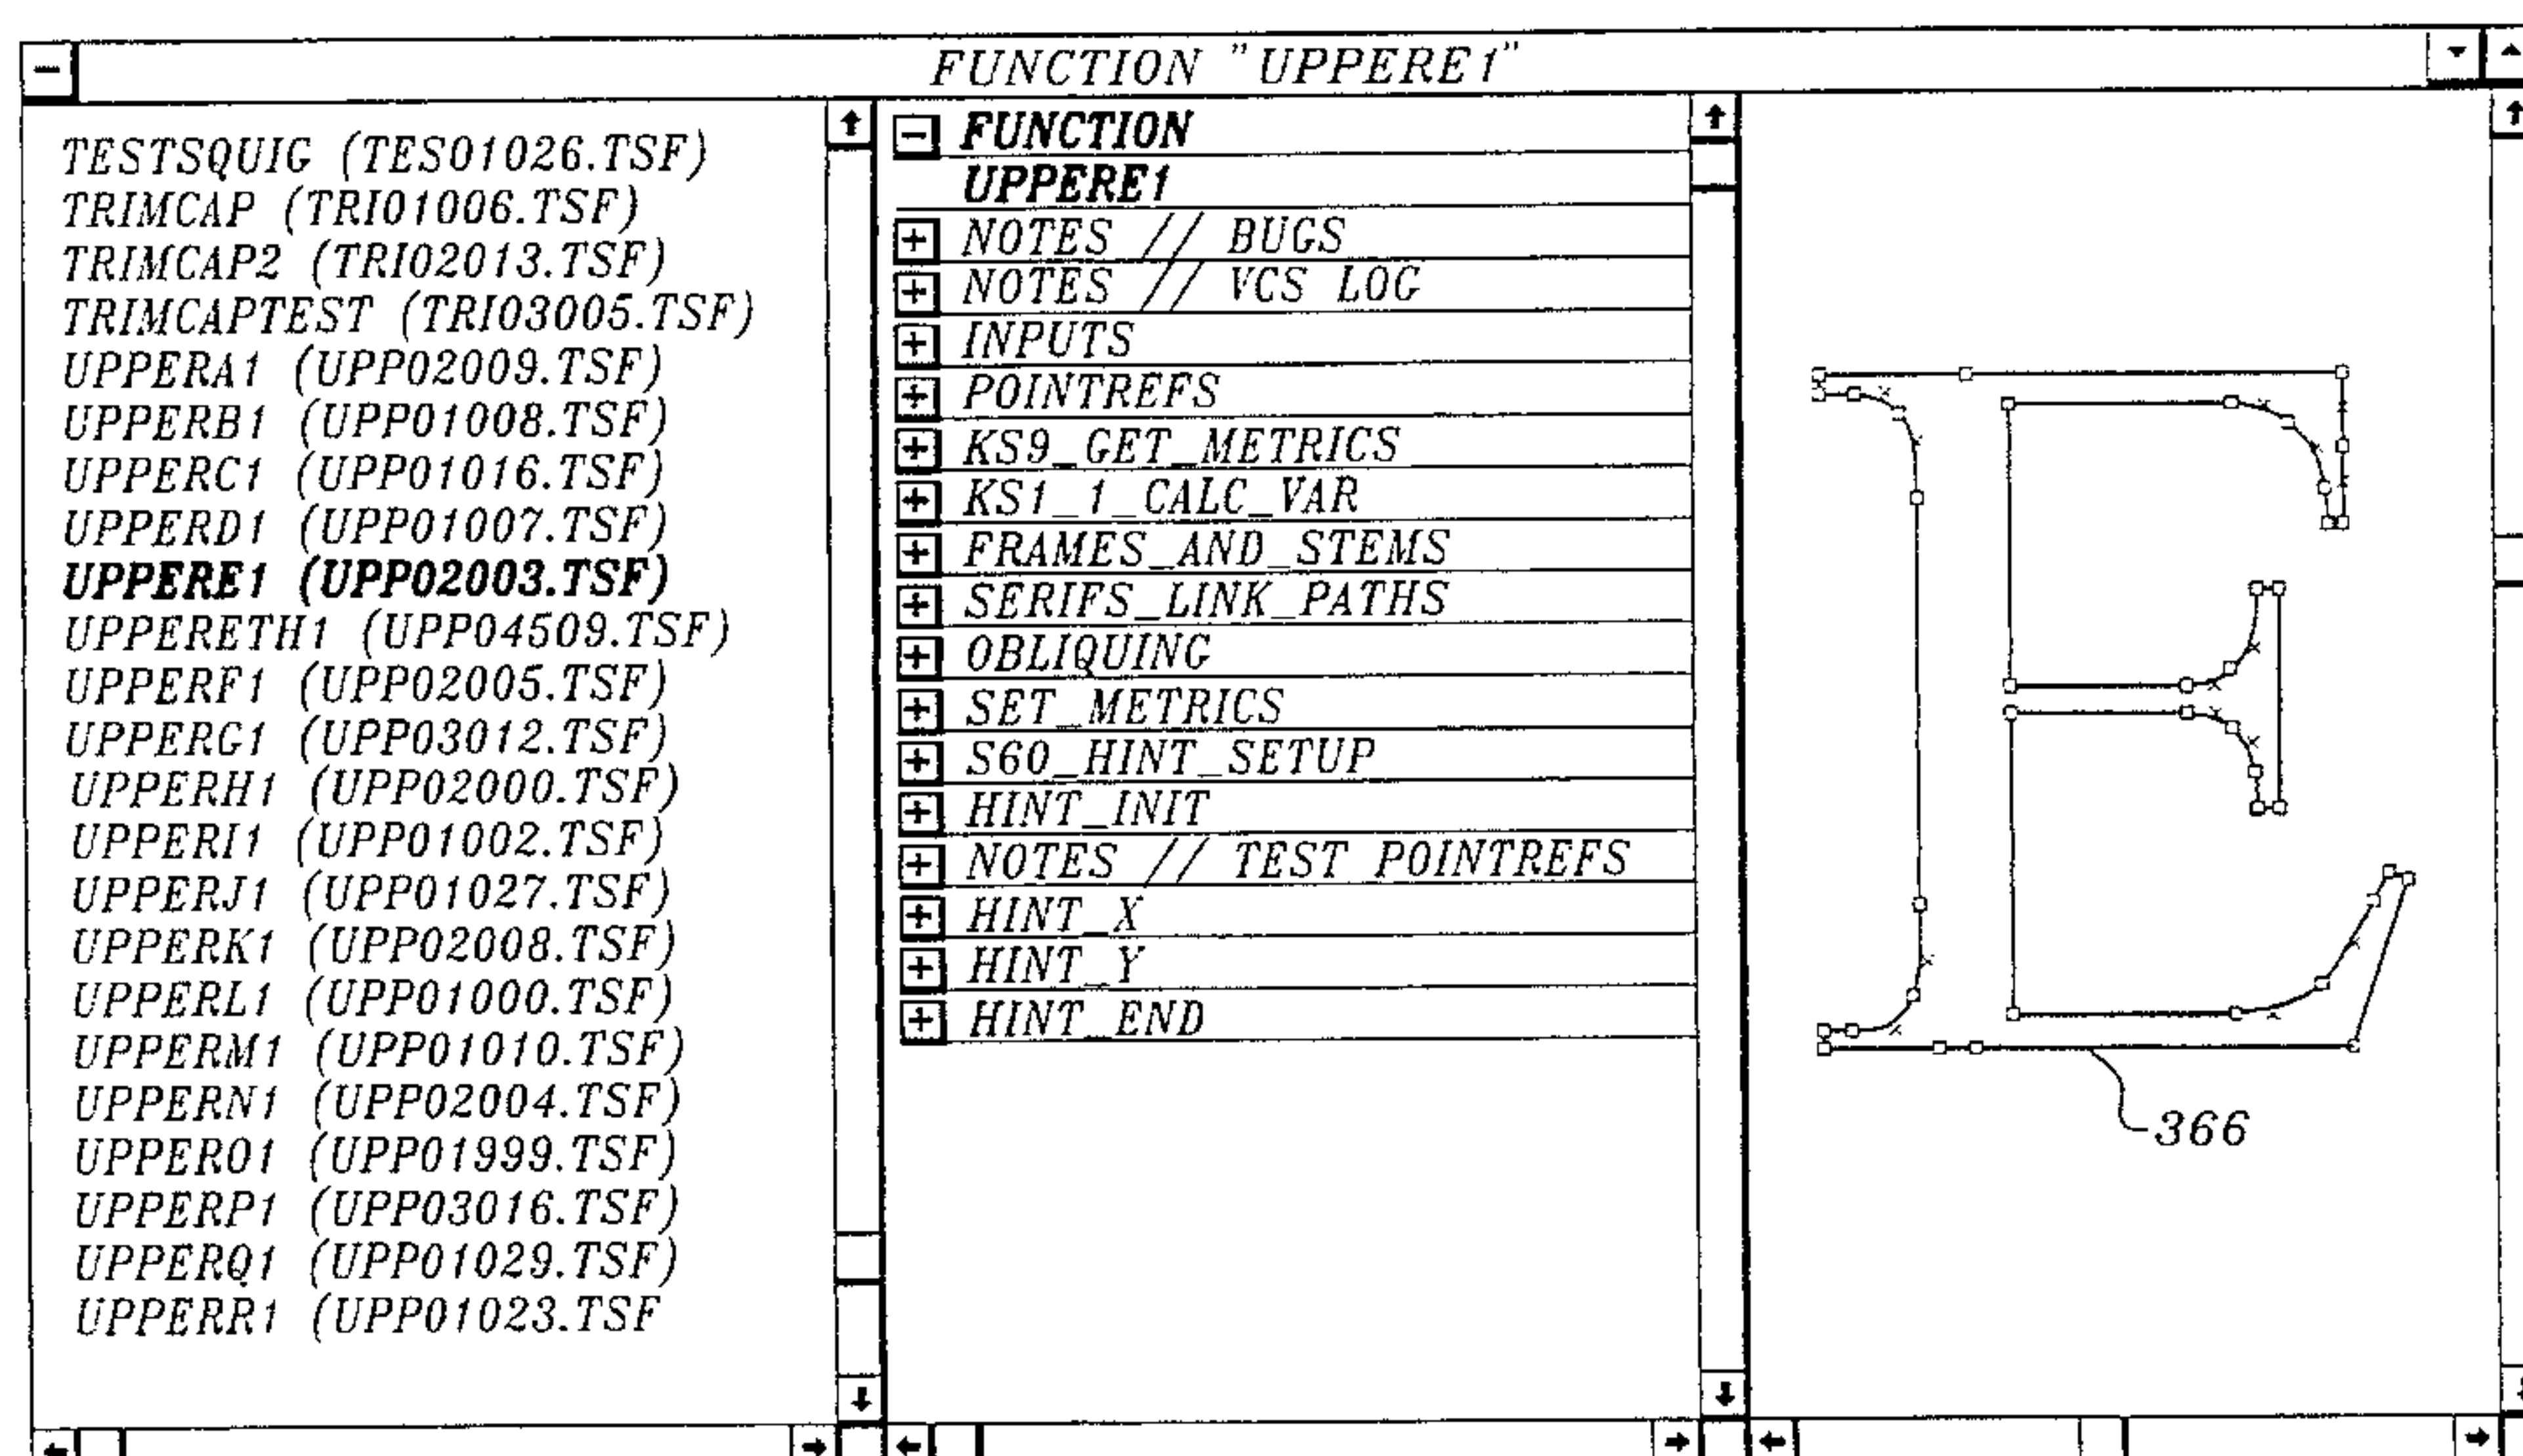 FUNCTION "UPPERE1"
TESTSQUIG (TES01026.TSF)
TRIMCAP (TRI01006.TSF)
TRIMCAP2 (TRI02013.TSF)
TRIMCAPTEST (TRI03005.TSF)
UPPERA1 (UPP02009.TSF)
UPPERB1 (UPP01008.TSF)
UPPERC1 (UPP01016.TSF)
UPPERD1 (UPP01007.TSF)
UPPERE1 (UPP02003.TSF)
UPPERETH1 (UPP04509.TSF)
UPPERF1 (UPP02005.TSF)
UPPERG1 (UPP03012.TSF)
UPPERH1 (UPP02000.TSF)
UPPERI1 (UPP01002.TSF)
UPPERJ1 (UPP01027.TSF)
UPPERK1 (UPP02008.TSF)
UPPERL1 (UPP01000.TSF)
UPPERM1 (UPP01010.TSF)
UPPERN1 (UPP02004.TSF)
UPPERO1 (UPP01999.TSF)
UPPERP1 (UPP03016.TSF)
UPPERQ1 (UPP01029.TSF)
UPPERR1 (UPP01023.TSF
FUNCTION
UPPERE1
NOTES // BUGS
NOTES // VCS LOG
INPUTS
POINTREFS
KS9_GET_METRICS
KS1_1_CALC_VAR
FRAMES_AND_STEMS
SERIFS_LINK_PATHS
OBLIQUING
SET_METRICS
S60_HINT_SETUP
HINT_INIT
NOTES // TEST POINTREFS
HINT_X
HINT_Y
HINT_END
E
366